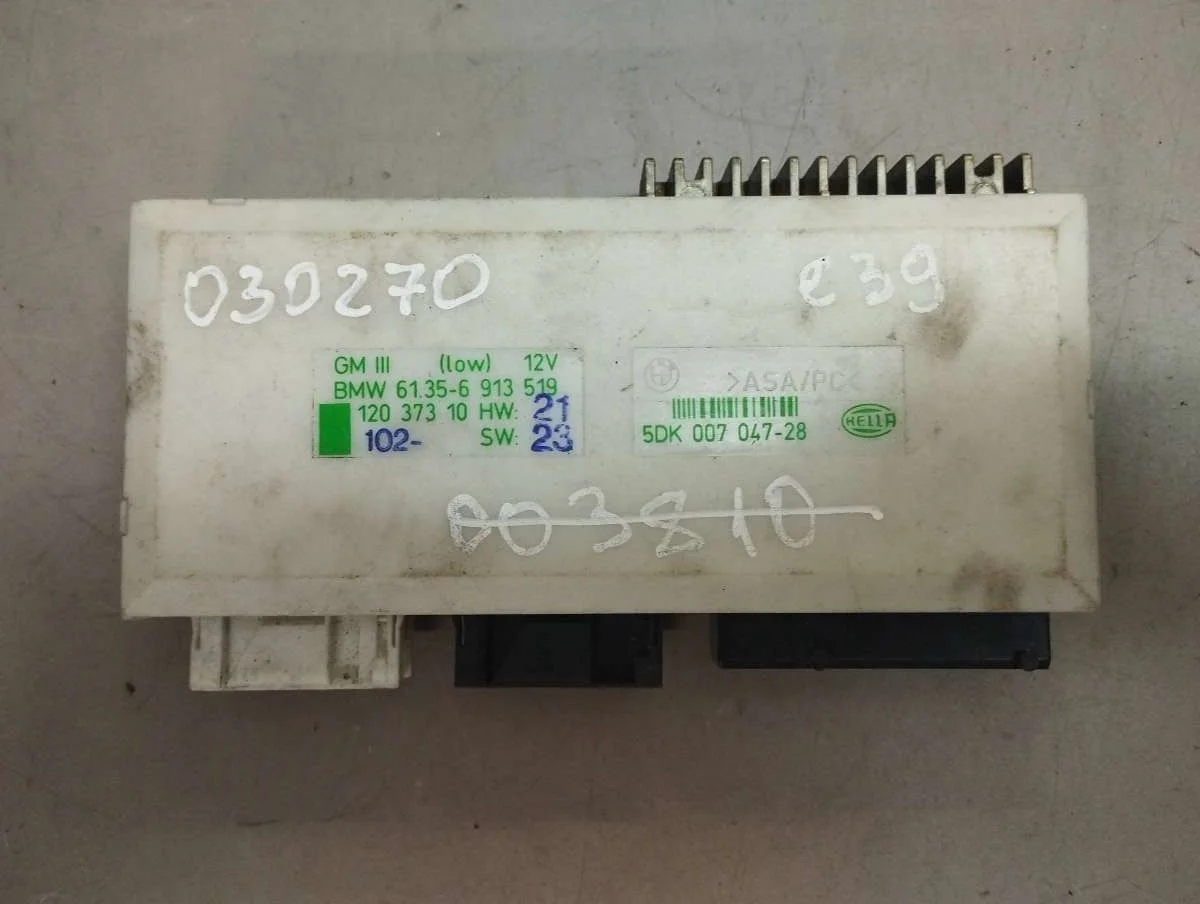 030270
e39
GM III (low) 12V
BMW 61.35-6 913 519
120 373 10 HW: 21
102- SW: 23
>ASA/PC<
5DK 007 047-28
HELLA
003810